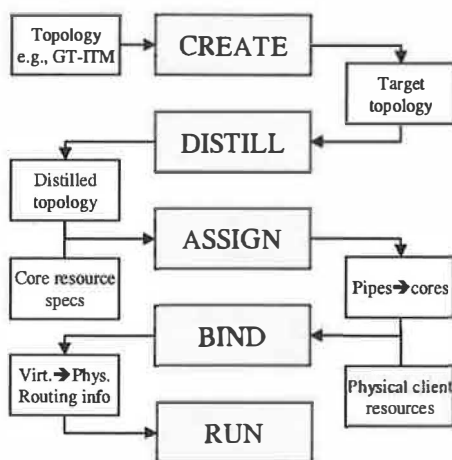 Topology
e.g., GT-ITM
CREATE
Target
topology
DISTILL
Distilled
topology
ASSIGN
Core resource
specs
Pipes➔cores
BIND
Virt.➔Phys.
Routing info
Physical client
resources
RUN